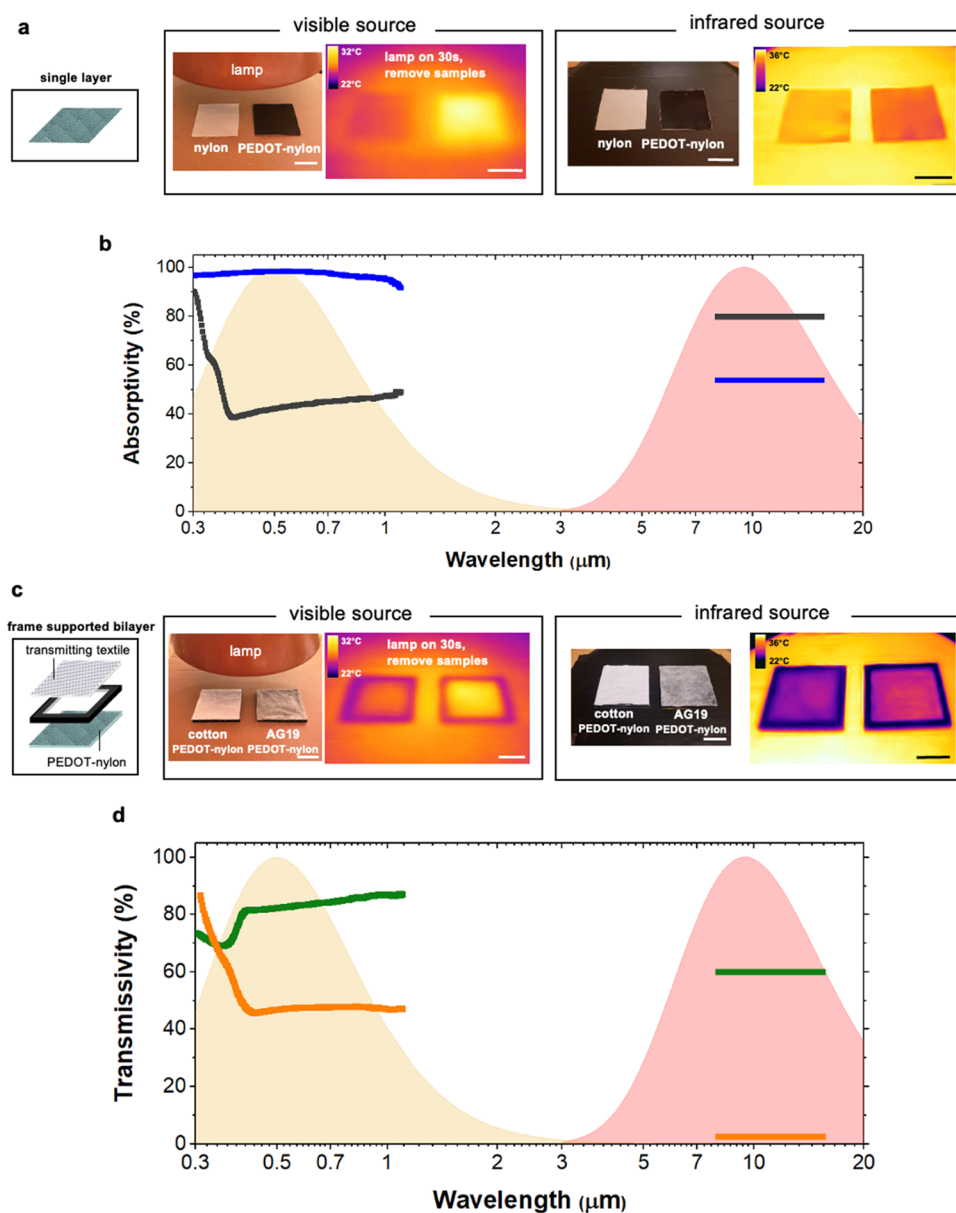 a
visible source
infrared source
single layer
lamp
nylon
PEDOT-nylon
32°C
22°C
lamp on 30s,
remove samples
nylon
PEDOT-nylon
36°C
22°C
b
100
80
60
40
20
0
Absorptivity (%)
0.3
0.5
0.7
1
2
3
5
7
10
20
Wavelength (μm)
c
visible source
infrared source
frame supported bilayer
transmitting textile
PEDOT-nylon
lamp
cotton
PEDOT-nylon
AG19
PEDOT-nylon
32°C
22°C
lamp on 30s,
remove samples
cotton
PEDOT-nylon
AG19
PEDOT-nylon
36°C
22°C
d
100
80
60
40
20
0
Transmissivity (%)
0.3
0.5
0.7
1
2
3
5
7
10
20
Wavelength (μm)